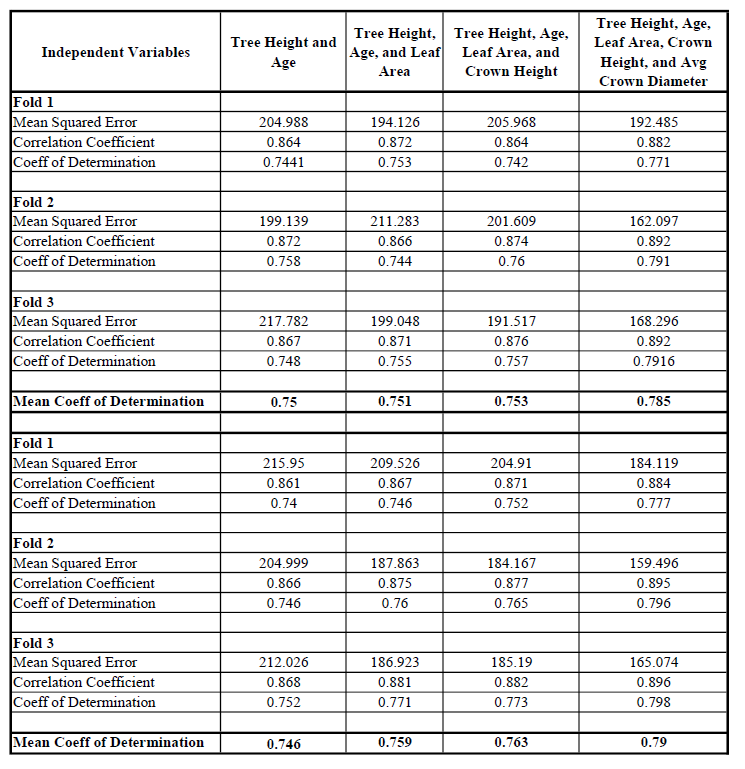 Independent Variables
Tree Height and
Age
Tree Height,
Age, and Leaf
Area
Tree Height, Age,
Leaf Area, and
Crown Height
Tree Height, Age,
Leaf Area, Crown
Height, and Avg
Crown Diameter
Fold 1
Mean Squared Error 204.988 194.126 205.968 192.485
Correlation Coefficient 0.864 0.872 0.864 0.882
Coeff of Determination 0.7441 0.753 0.742 0.771
Fold 2
Mean Squared Error 199.139 211.283 201.609 162.097
Correlation Coefficient 0.872 0.866 0.874 0.892
Coeff of Determination 0.758 0.744 0.76 0.791
Fold 3
Mean Squared Error 217.782 199.048 191.517 168.296
Correlation Coefficient 0.867 0.871 0.876 0.892
Coeff of Determination 0.748 0.755 0.757 0.7916
Mean Coeff of Determination 0.75 0.751 0.753 0.785
Fold 1
Mean Squared Error 215.95 209.526 204.91 184.119
Correlation Coefficient 0.861 0.867 0.871 0.884
Coeff of Determination 0.74 0.746 0.752 0.777
Fold 2
Mean Squared Error 204.999 187.863 184.167 159.496
Correlation Coefficient 0.866 0.875 0.877 0.895
Coeff of Determination 0.746 0.76 0.765 0.796
Fold 3
Mean Squared Error 212.026 186.923 185.19 165.074
Correlation Coefficient 0.868 0.881 0.882 0.896
Coeff of Determination 0.752 0.771 0.773 0.798
Mean Coeff of Determination 0.746 0.759 0.763 0.79